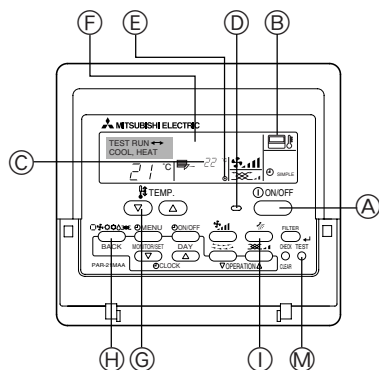 F
E
D
B
MITSUBISHI ELECTRIC
TEST RUN
COOL, HEAT
C
21 °C
22 °C
SIMPLE
TEMP.
ON/OFF
A
MENU
ON/OFF
FILTER
BACK
MONITOR/SET
DAY
CHECK
TEST
PAR-21MAA
CLOCK
OPERATION
CLEAR
H
G
I
M